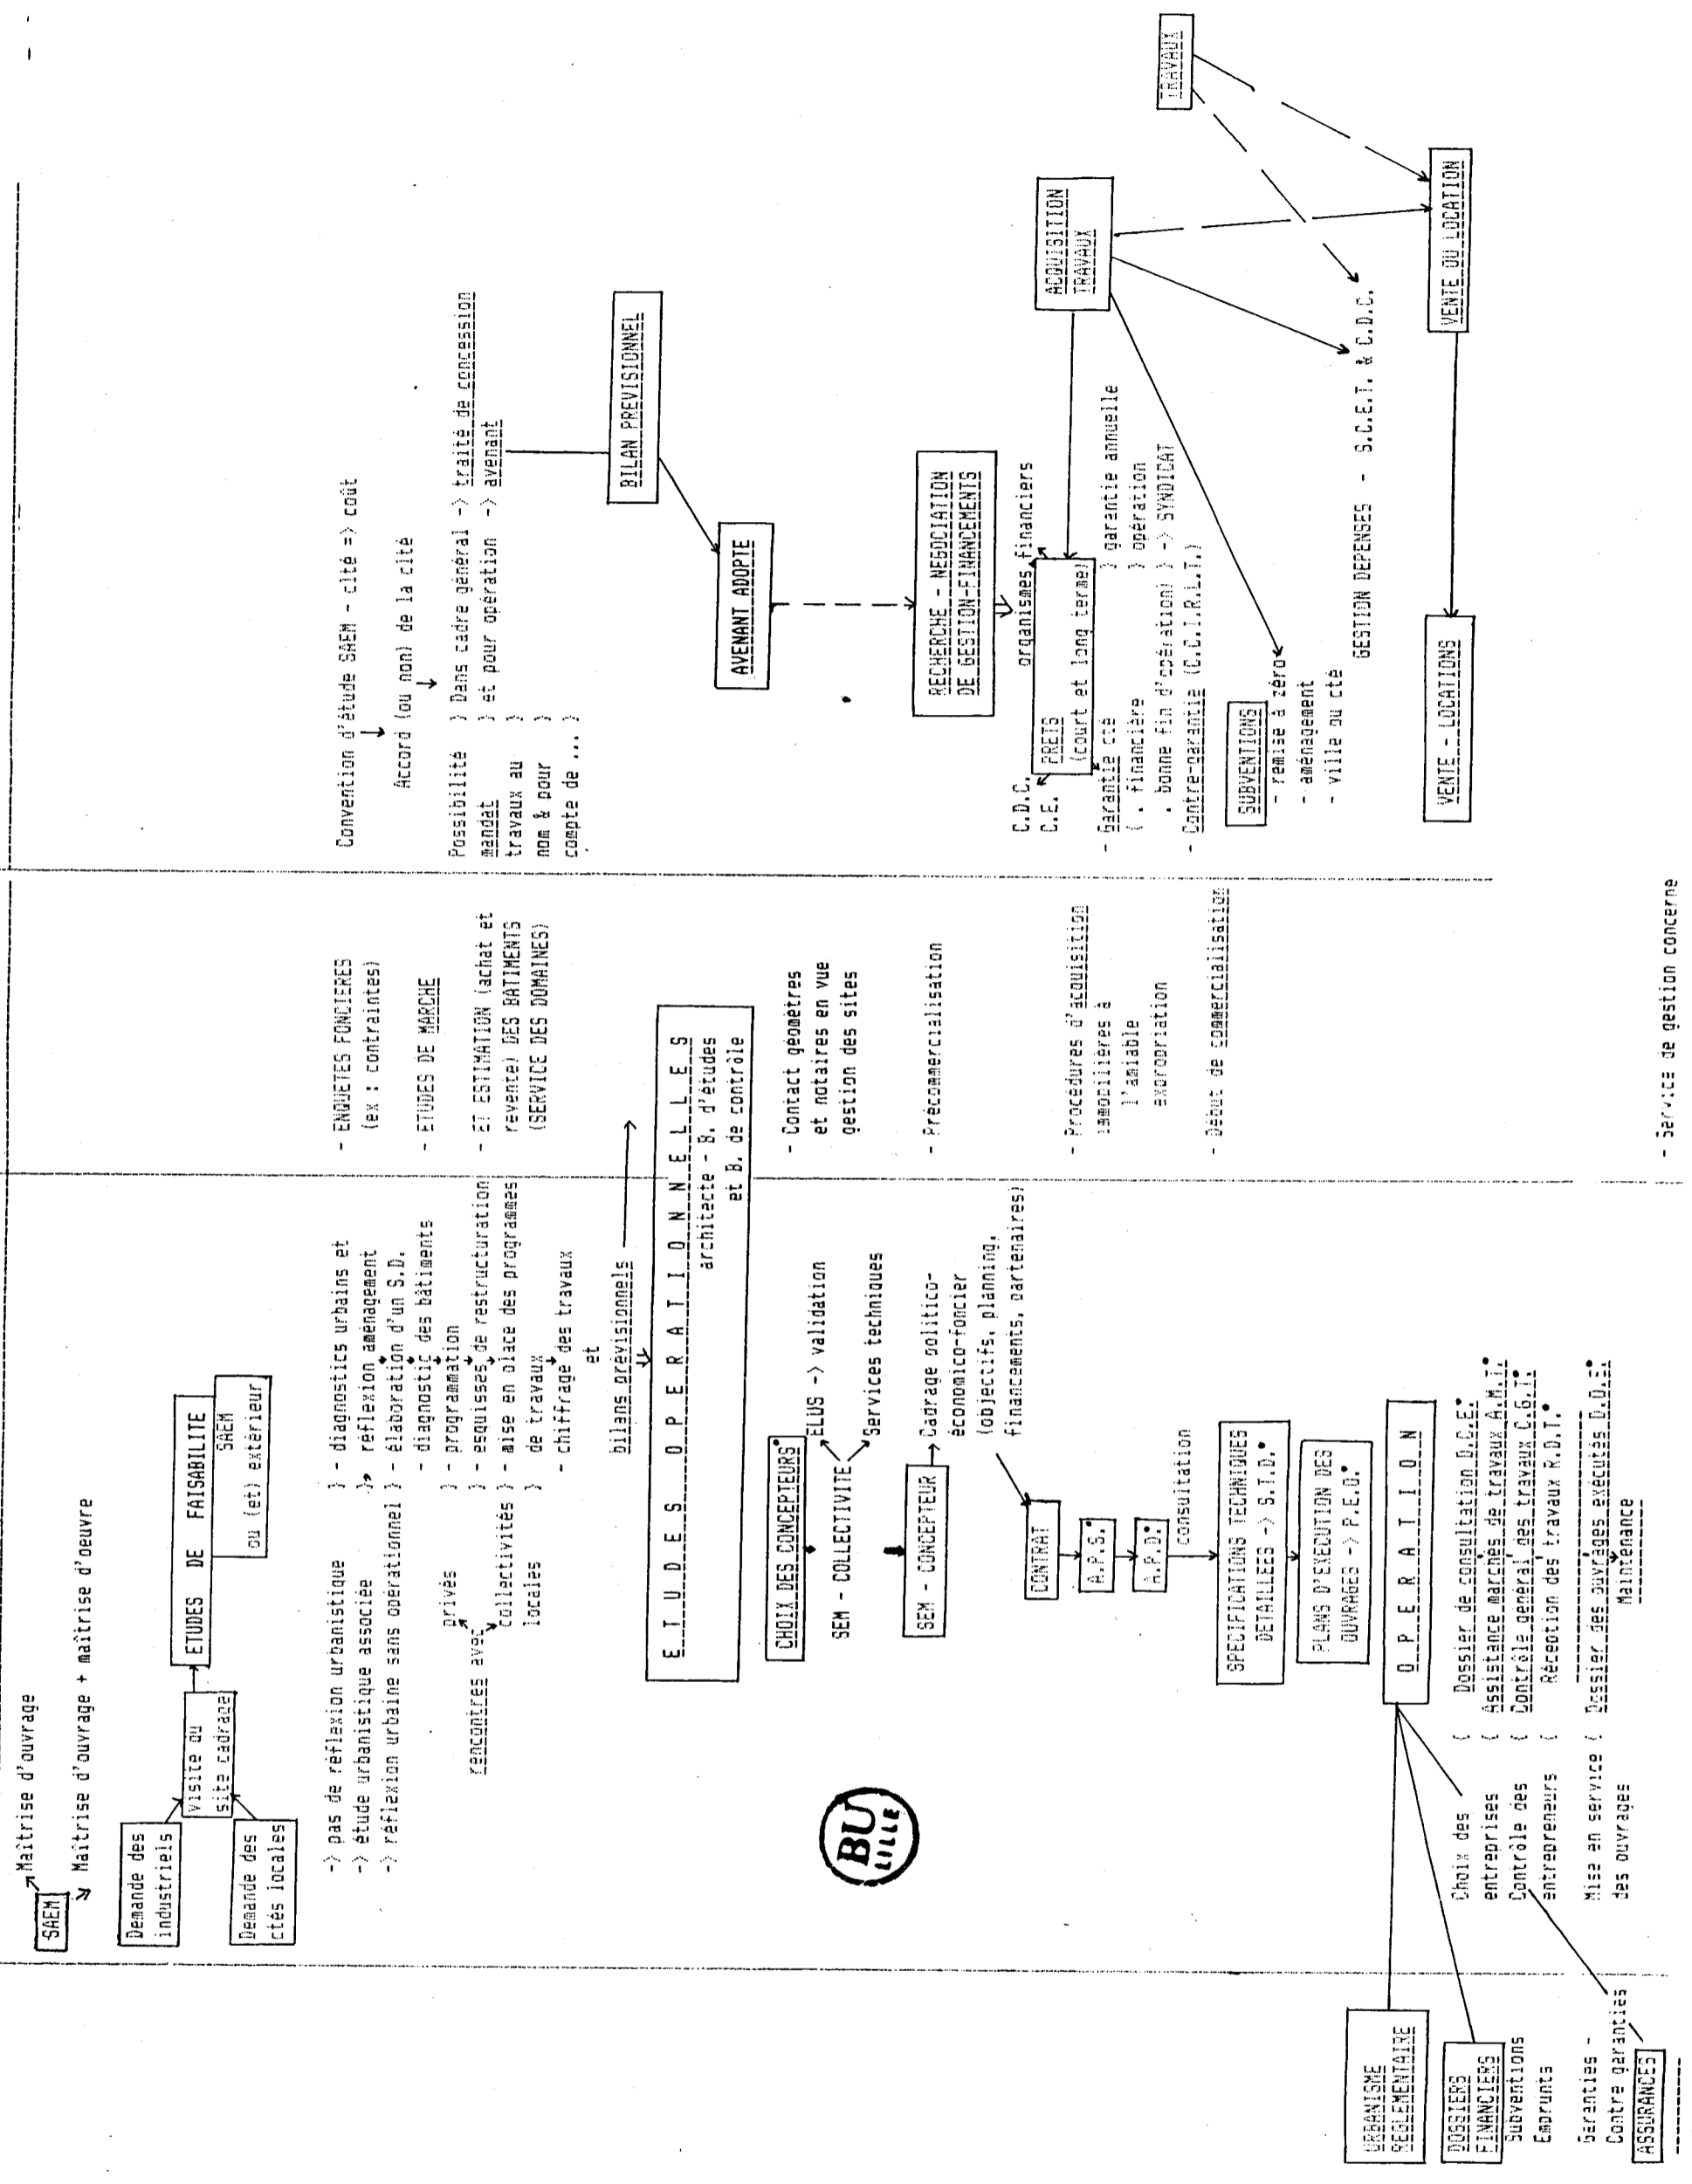 SAEM
Maîtrise d'ouvrage
Maîtrise d'ouvrage + maîtrise d'oeuvre
Demande des
industriels
Demande des
ctés locales
visite du
site cadrage
ETUDES DE FAISABILITE
SAEM
ou (et) extérieur
-> pas de réflexion urbanistique
-> étude urbanistique associée
-> réflexion urbaine sans opérationnel
} - diagnostics urbains et
} réflexion aménagement
} - élaboration d'un S.D.
- diagnostic des bâtiments
} - programmation
} - esquisses de restructuration
} - mise en place des programmes
} de travaux
- chiffrage des travaux
et
bilans prévisionnels
rencontres avec
privés
collectivités
locales
- ENQUETES FONCIERES
(ex : contraintes)
- ETUDES DE MARCHE
- ET ESTIMATION (achat et
revente) DES BATIMENTS
(SERVICE DES DOMAINES)
Convention d'étude SAEM - clté => coût
Accord (ou non) de la clté
Possibilité } Dans cadre général -> traité de concession
mandat } et pour opération -> avenant
travaux au }
nom & pour }
compte de ... }
BILAN PREVISIONNEL
AVENANT ADOPTE
ETUDES OPERATIONNELLES
architecte - B. d'études
et B. de contrôle
CHOIX DES CONCEPTEURS
SEM - COLLECTIVITE
ELUS -> validation
Services techniques
SEM - CONCEPTEUR
Cadrage politico-
économico-foncier
(objectifs, planning,
financements, partenaires)
CONTRAT
A.P.S.
A.P.D.
consultation
SPECIFICATIONS TECHNIQUES
DETAILLEES -> S.T.D.
PLANS D'EXECUTION DES
OUVRAGES -> P.E.O.
OPERATION
- Contact géomètres
et notaires en vue
gestion des sites
- Précommercialisation
- Procédures d'acquisition
immobilières à
l'amiable
expropriation
- Début de commercialisation
RECHERCHE - NEGOCIATION
DE GESTION-FINANCEMENTS
organismes financiers
C.D.C.
C.E.
PRETS
(court et long terme)
- Garantie cté } garantie annuelle
( . financière } opération
. bonne fin d'opération) } -> SYNDICAT
- Contre-garantie (C.C.I.R.L.T.)
ACQUISITION
TRAVAUX
TRAVAUX
SUBVENTIONS
- remise à zéro
- aménagement
- ville ou cté
GESTION DEPENSES - S.C.E.T. & C.D.C.
VENTE - LOCATIONS
VENTE OU LOCATION
URBANISME
REGLEMENTAIRE
DOSSIERS
FINANCIERS
Subventions
Emprunts
Garanties -
Contre garanties
ASSURANCES
Choix des
entreprises
Contrôle des
entrepreneurs
Mise en service
des ouvrages
( Dossier de consultation D.C.E.
( Assistance marchés de travaux A.M.T.
( Contrôle général des travaux C.G.T.
( Réception des travaux R.D.T.
( Dossier des ouvrages exécutés D.O.E.
Maintenance
- Service de gestion concerne
BU
LILLE